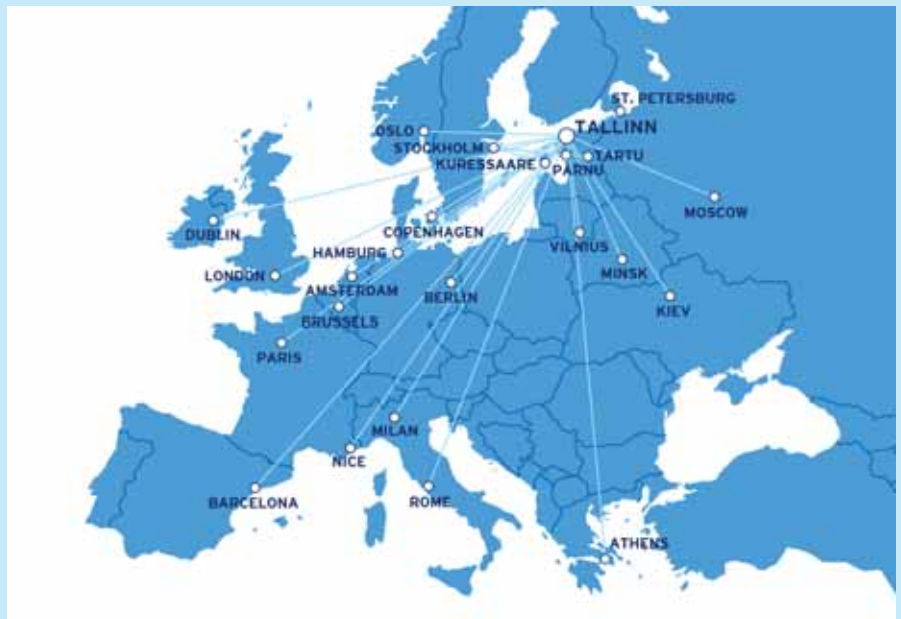 ST. PETERSBURG
TALLINN
OSLO
STOCKHOLM
KURESSAARE
PARNU
TARTU
MOSCOW
DUBLIN
COPENHAGEN
VILNIUS
HAMBURG
MINSK
LONDON
AMSTERDAM
BERLIN
KIEV
BRUSSELS
PARIS
MILAN
NICE
BARCELONA
ROME
ATHENS